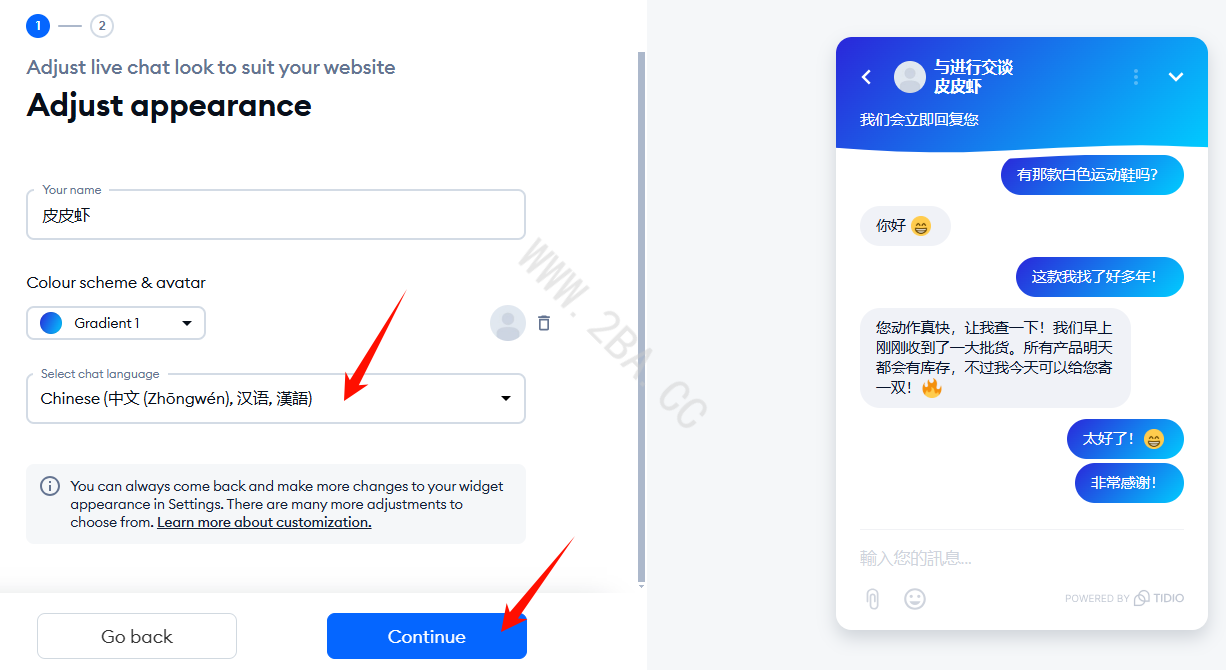 1
2
Adjust live chat look to suit your website
Adjust appearance
Your name
皮皮虾
Colour scheme & avatar
Gradient 1
Select chat language
Chinese (中文 (Zhōngwén), 汉语, 漢語)
You can always come back and make more changes to your widget
appearance in Settings. There are many more adjustments to
choose from. Learn more about customization.
Go back
Continue
WWW.2BA.CC
与进行交谈
皮皮虾
我们会立即回复您
有那款白色运动鞋吗？
你好 😄
这款我找了好多年！
您动作真快，让我查一下！我们早上
刚刚收到了一大批货。所有产品明天
都会有库存，不过我今天可以给您寄
一双！🔥
太好了！😄
非常感谢！
輸入您的訊息...
POWERED BY TIDIO